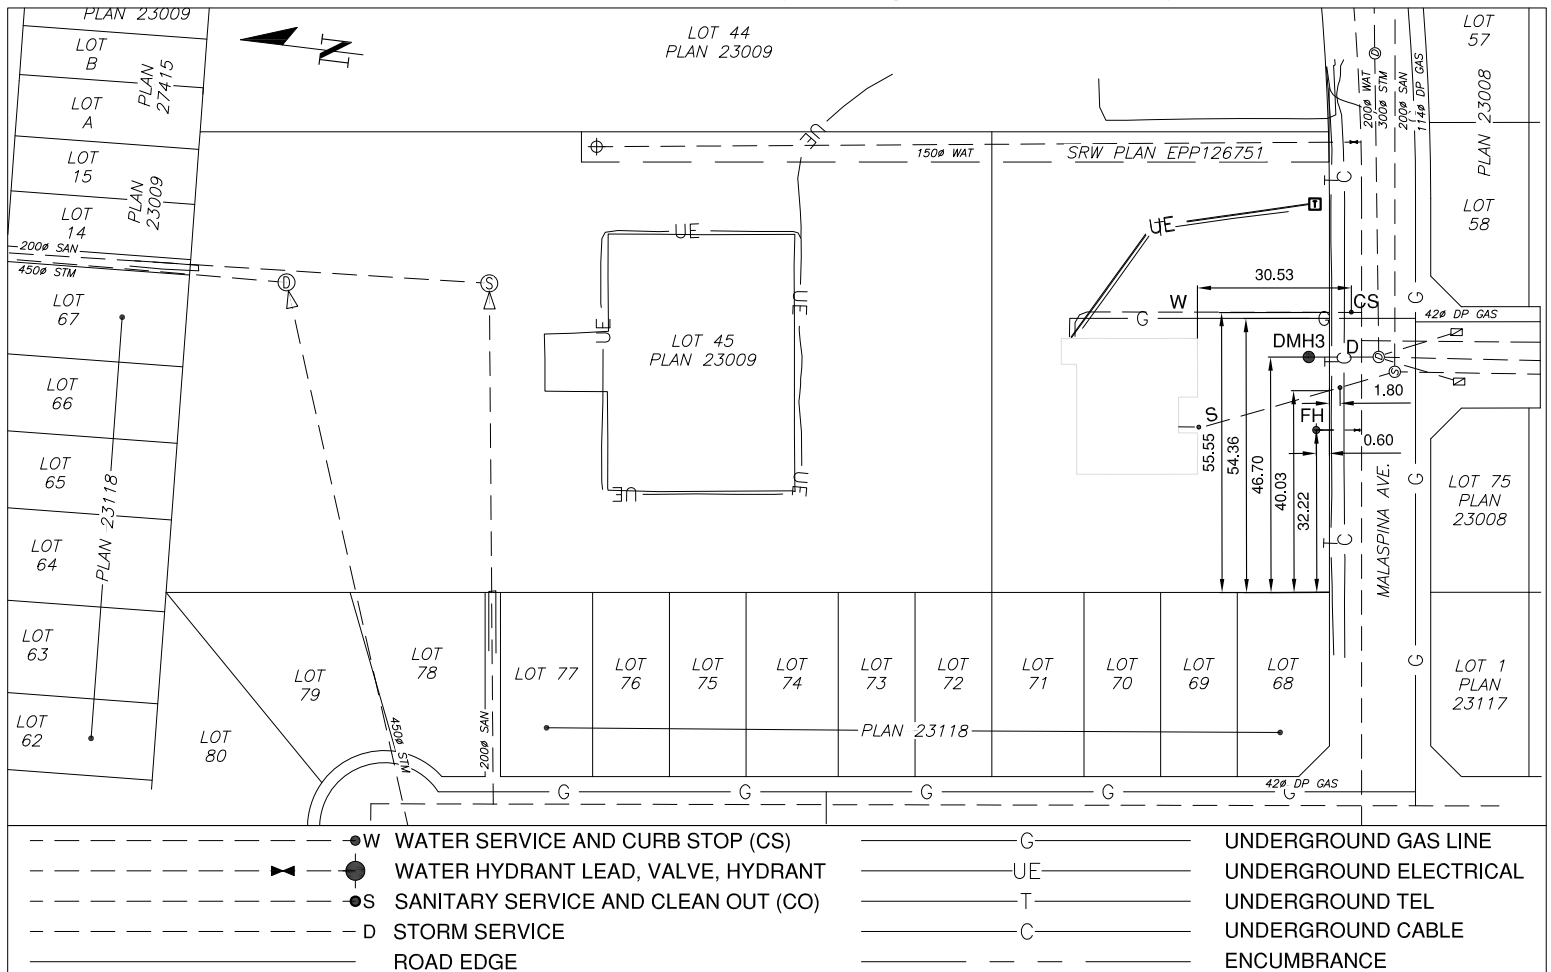 PLAN 23009
LOT
B
LOT
A
PLAN
27415
LOT
15
LOT
14
PLAN
23009
N
LOT 44
PLAN 23009
200ø WAT
300ø STM
200ø SAN
114ø DP GAS
D
LOT
57
PLAN 23008
LOT
58
UE
150ø WAT
SRW PLAN EPP126751
C
T
T
UE
UE
200ø SAN
450ø STM
D
S
UE
UE
UE
UE
LOT 45
PLAN 23009
30.53
W
CS
G
G
G
42ø DP GAS
DMH3
D
C
T
D
S
1.80
S
FH
0.60
55.55
54.36
46.70
40.03
32.22
G
T
C
MALASPINA AVE.
LOT 75
PLAN
23008
LOT
67
LOT
66
LOT
65
PLAN 23118
LOT
64
LOT
63
LOT
62
LOT
80
LOT
79
LOT
78
450ø STM
200ø SAN
LOT 77
LOT
76
LOT
75
LOT
74
LOT
73
LOT
72
LOT
71
LOT
70
LOT
69
LOT
68
PLAN 23118
G
LOT 1
PLAN
23117
G
G
G
G
G
42ø DP GAS
W WATER SERVICE AND CURB STOP (CS)
WATER HYDRANT LEAD, VALVE, HYDRANT
S SANITARY SERVICE AND CLEAN OUT (CO)
D STORM SERVICE
ROAD EDGE
G UNDERGROUND GAS LINE
UE UNDERGROUND ELECTRICAL
T UNDERGROUND TEL
C UNDERGROUND CABLE
ENCUMBRANCE